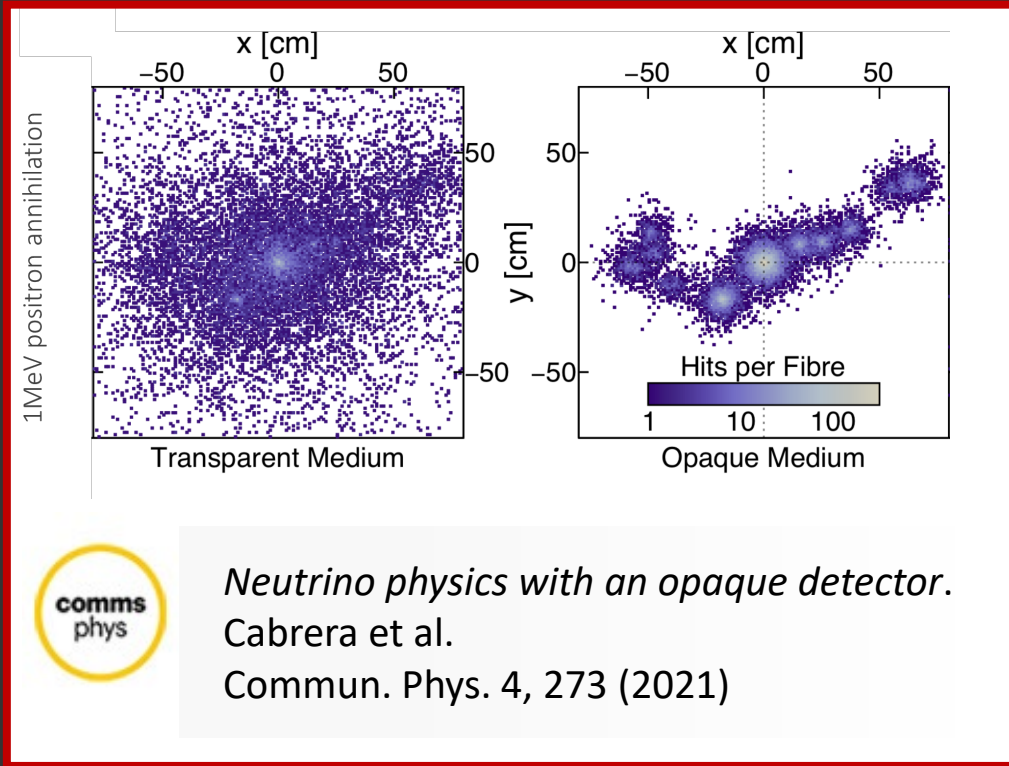 1MeV positron annihilation
x [cm]
−50 0 50
50
0
−50
Transparent Medium
x [cm]
−50 0 50
y [cm]
50
0
−50
Hits per Fibre
1 10 100
Opaque Medium
comms
phys
Neutrino physics with an opaque detector.
Cabrera et al.
Commun. Phys. 4, 273 (2021)